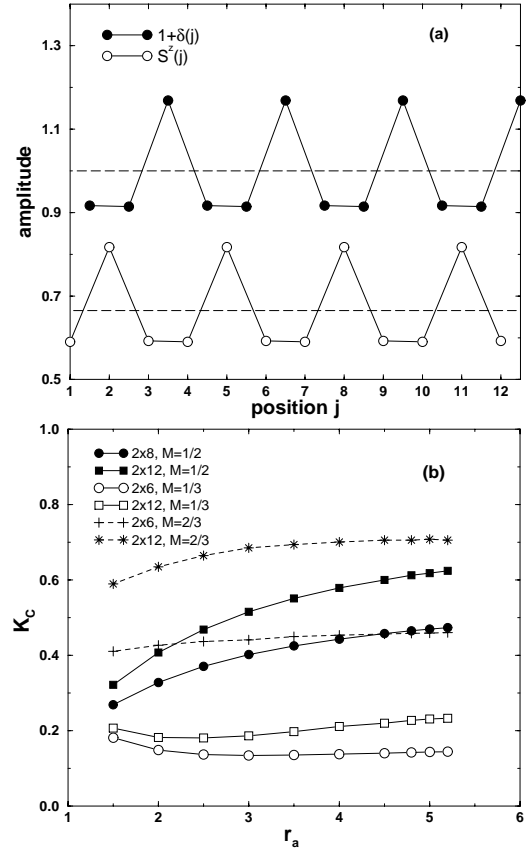 1.3
1.1
0.9
0.7
0.5
amplitude
1+δ(j)
S^z(j)
(a)
1 2 3 4 5 6 7 8 9 10 11 12
position j
1.0
0.8
0.6
0.4
0.2
0.0
K_C
2x8, M=1/2
2x12, M=1/2
2x6, M=1/3
2x12, M=1/3
2x6, M=2/3
2x12, M=2/3
(b)
1 2 3 4 5 6
r_a